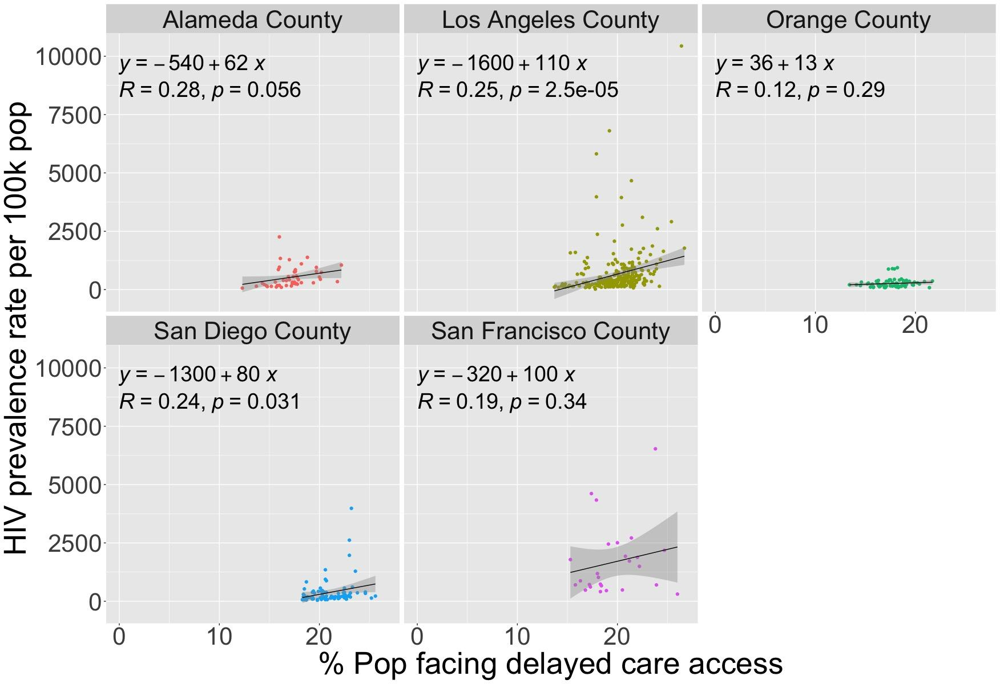 Alameda County
Los Angeles County
Orange County
10000
7500
5000
2500
0
y = −540 + 62 x
R = 0.28, p = 0.056
y = −1600 + 110 x
R = 0.25, p = 2.5e-05
y = 36 + 13 x
R = 0.12, p = 0.29
0 10 20
San Diego County
San Francisco County
10000
7500
5000
2500
0
y = −1300 + 80 x
R = 0.24, p = 0.031
y = −320 + 100 x
R = 0.19, p = 0.34
0 10 20
0 10 20
% Pop facing delayed care access
HIV prevalence rate per 100k pop